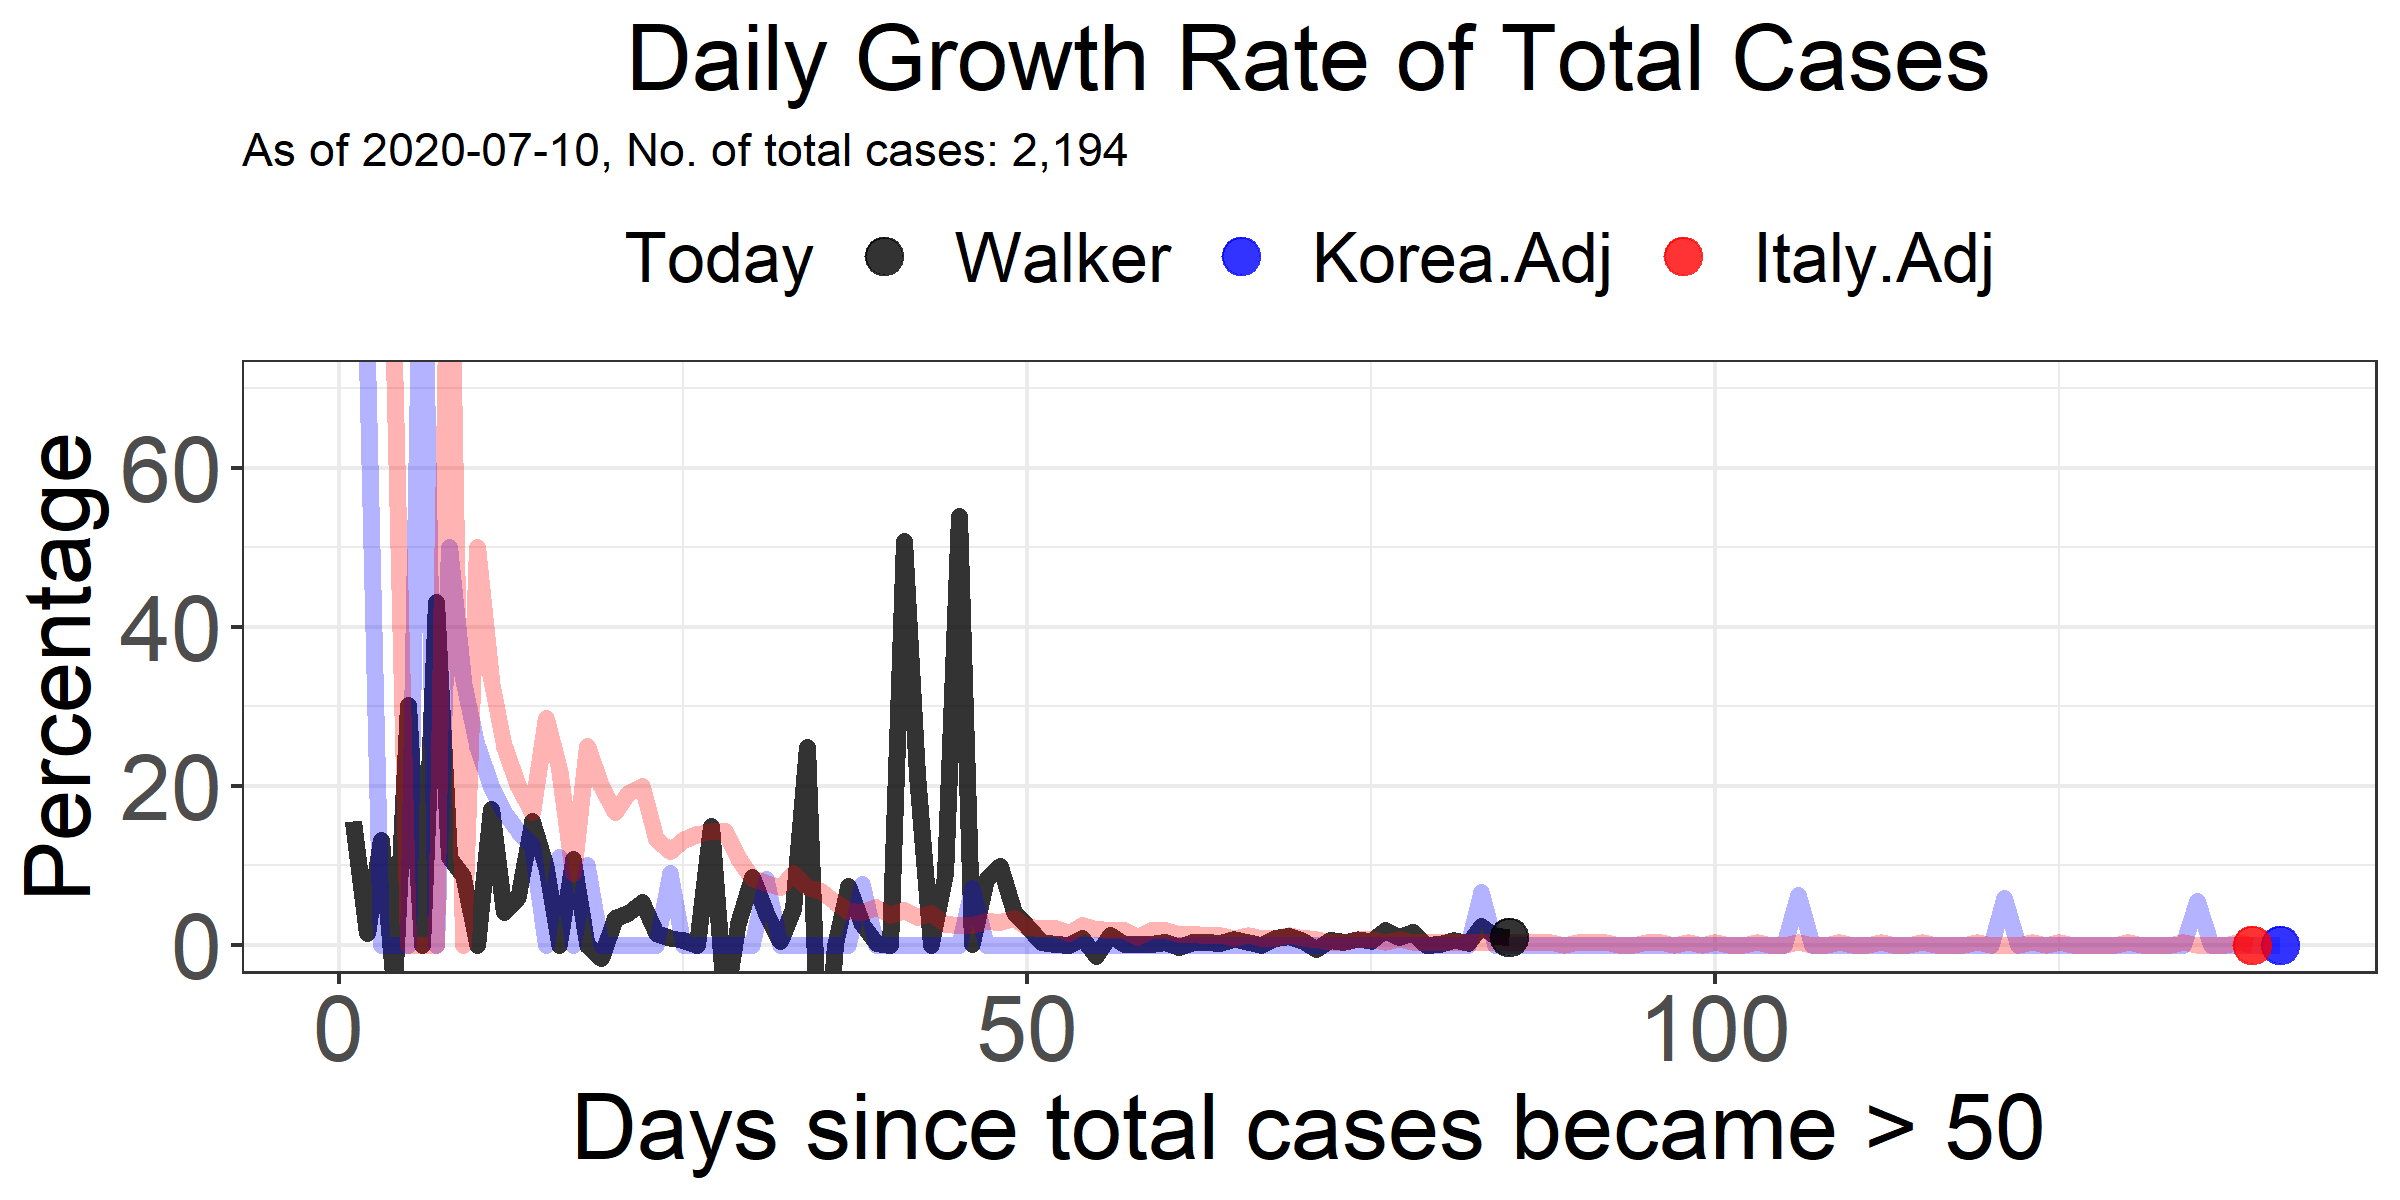 Daily Growth Rate of Total Cases
As of 2020-07-10, No. of total cases: 2,194
Today Walker Korea.Adj Italy.Adj
Percentage
60
40
20
0
0 50 100
Days since total cases became > 50